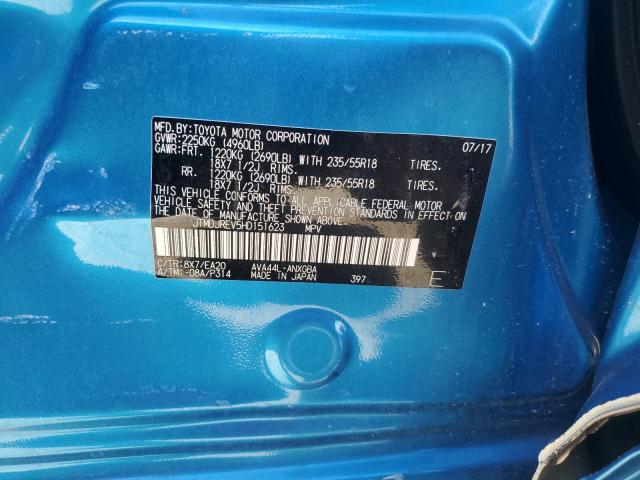 MFD.BY:TOYOTA MOTOR CORPORATION 07/17
GVWR:2250KG (4960LB)
GAWR:FRT. 1220KG (2690LB) WITH 235/55R18 TIRES.
18X7 1/2J RIMS.
RR. 1220KG (2690LB) WITH 235/55R18 TIRES.
18X7 1/2J RIMS.
THIS VEHICLE CONFORMS TO ALL APPLICABLE FEDERAL MOTOR
VEHICLE SAFETY AND THEFT PREVENTION STANDARDS IN EFFECT ON
THE DATE OF MANUFACTURE SHOWN ABOVE.
JTMDJREV5HD151623 MPV
C/TR:8X7/EA20 AVA44L-ANXGBA
A/TM:-08A/P314 MADE IN JAPAN 397 E